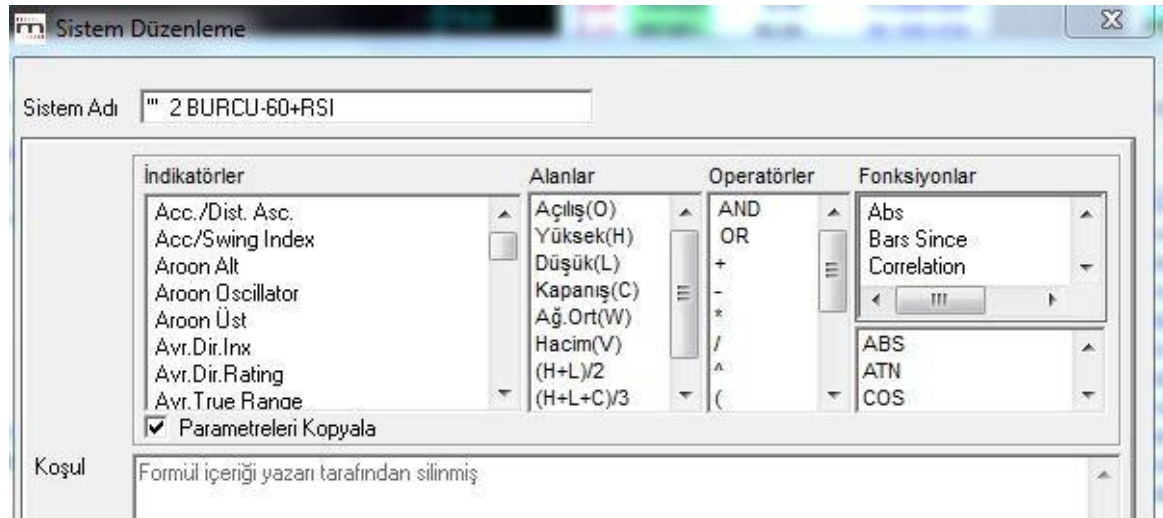 Sistem Düzenleme
Sistem Adı "' 2 BURCU-60+RSI
İndikatörler Alanlar Operatörler Fonksiyonlar
Acc./Dist. Asc.
Acc/Swing Index
Aroon Alt
Aroon Oscillator
Aroon Üst
Avr.Dir.Inx
Avr.Dir.Rating
Avr.True Range
Açılış(O)
Yüksek(H)
Düşük(L)
Kapanış(C)
Ağ.Ort(W)
Hacim(V)
(H+L)/2
(H+L+C)/3
AND
OR
+
-
*
/
^
(
Abs
Bars Since
Correlation
ABS
ATN
COS
Parametreleri Kopyala
Koşul
Formül içeriği yazarı tarafından silinmiş